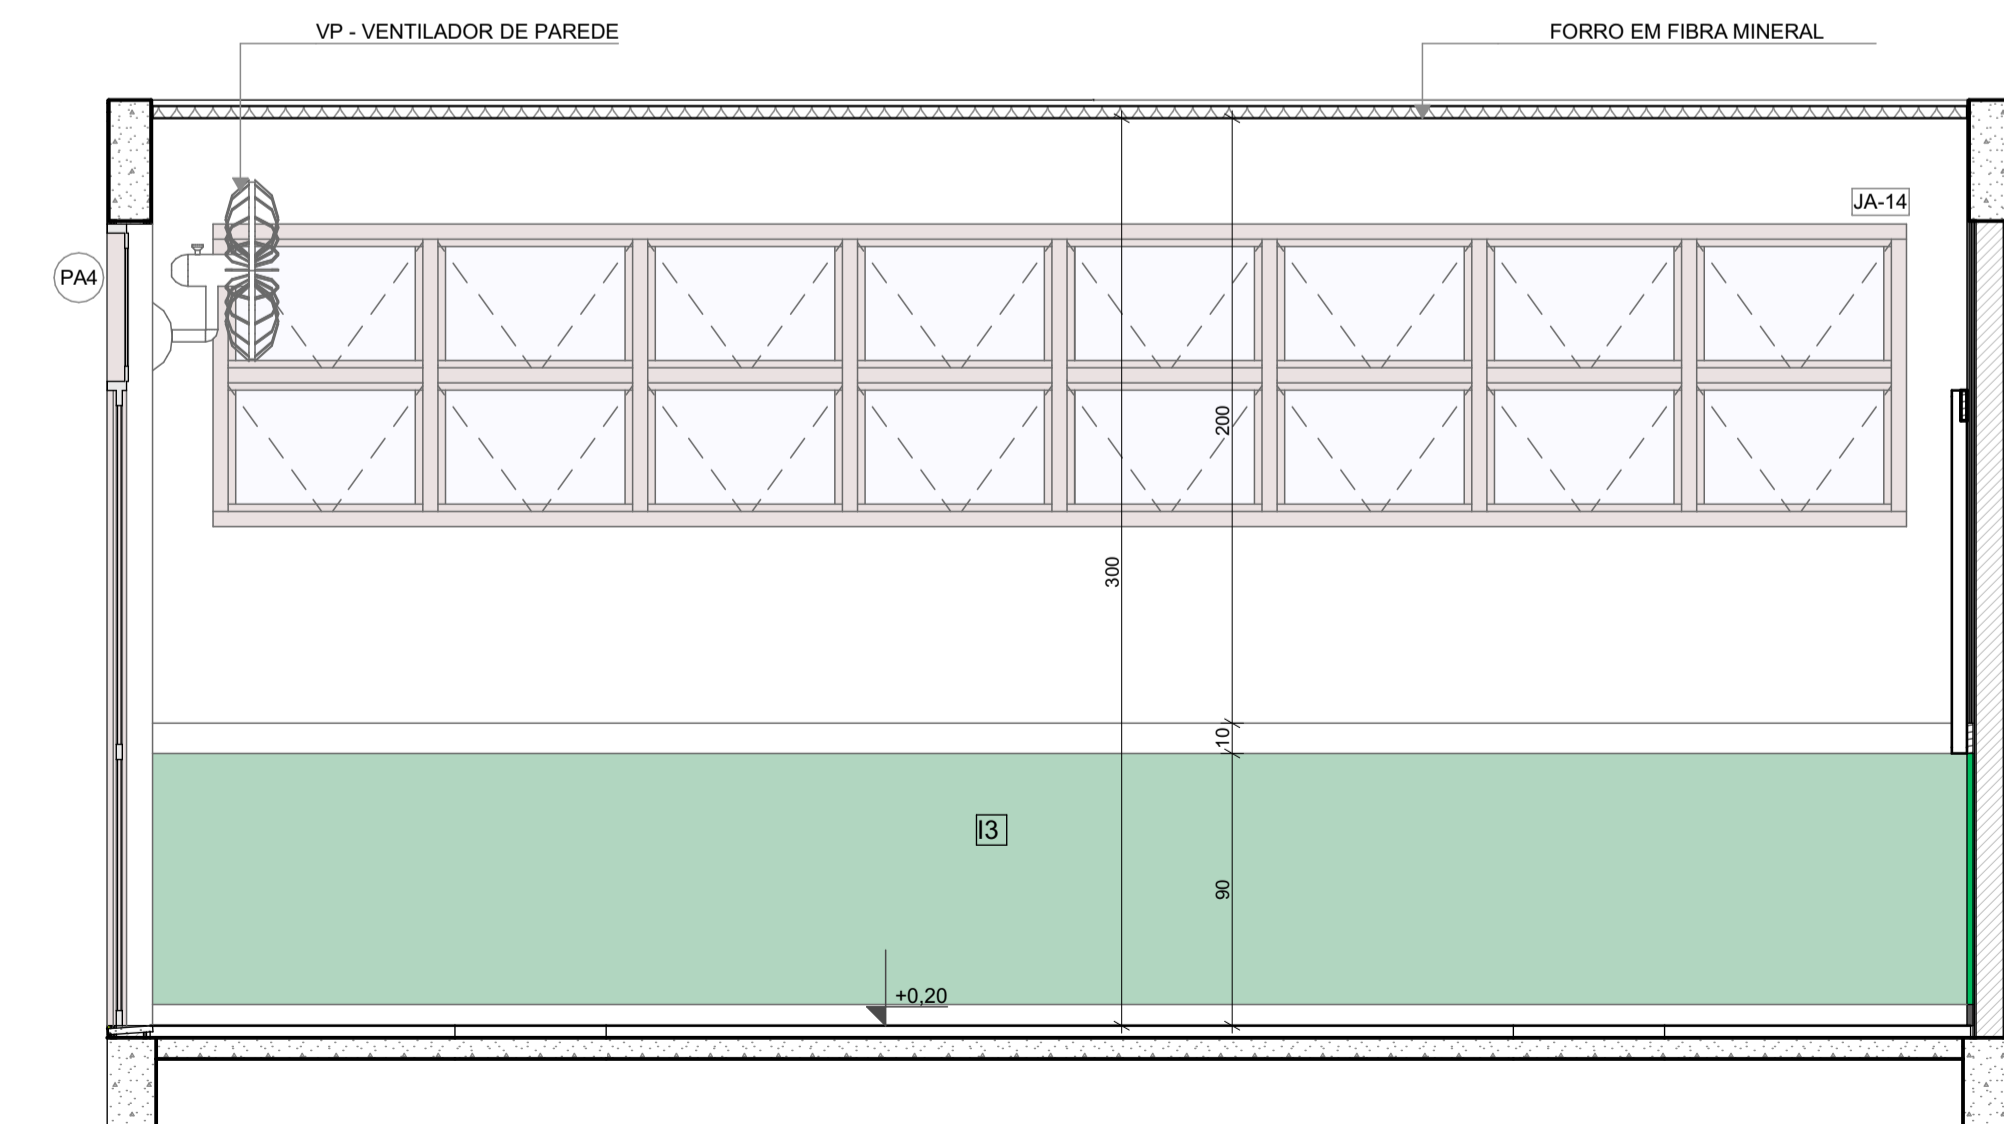 VP - VENTILADOR DE PAREDE
FORRO EM FIBRA MINERAL
JA-14
PA4
200
300
10
I3
90
+0,20